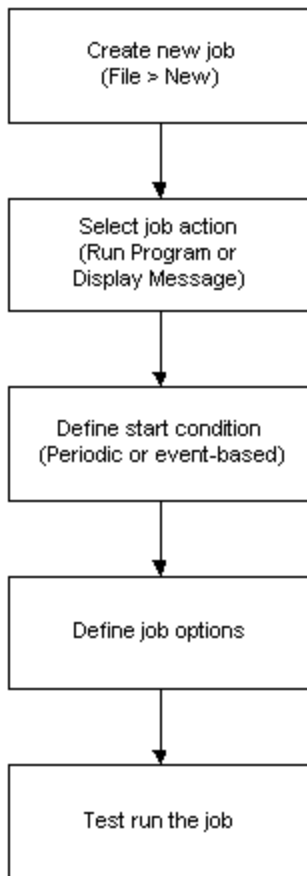 Create new job
(File > New)
Select job action
(Run Program or
Display Message)
Define start condition
(Periodic or event-based)
Define job options
Test run the job